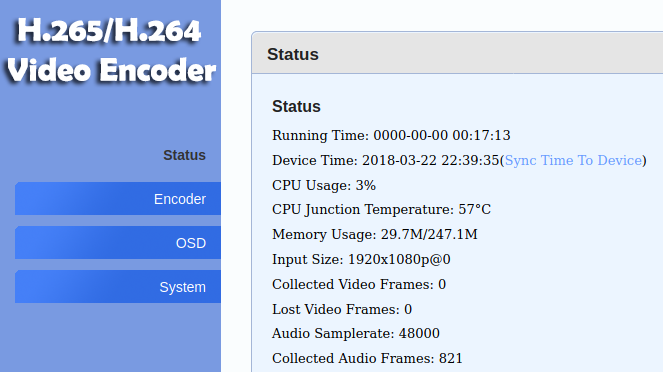 H.265/H.264
Video Encoder
Status
Encoder
OSD
System
Status
Status
Running Time: 0000-00-00 00:17:13
Device Time: 2018-03-22 22:39:35(Sync Time To Device)
CPU Usage: 3%
CPU Junction Temperature: 57°C
Memory Usage: 29.7M/247.1M
Input Size: 1920x1080p@0
Collected Video Frames: 0
Lost Video Frames: 0
Audio Samplerate: 48000
Collected Audio Frames: 821